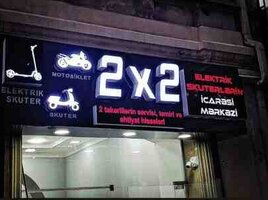 MOTOSİKLET
ELEKTRİK
SKUTER
SKUTER
2x2
2 təkərlilərin servisi, təmiri və
ehtiyat hissələri
ELEKTRİK
SKUTERLƏRİN
İCARƏSİ
MƏRKƏZİ